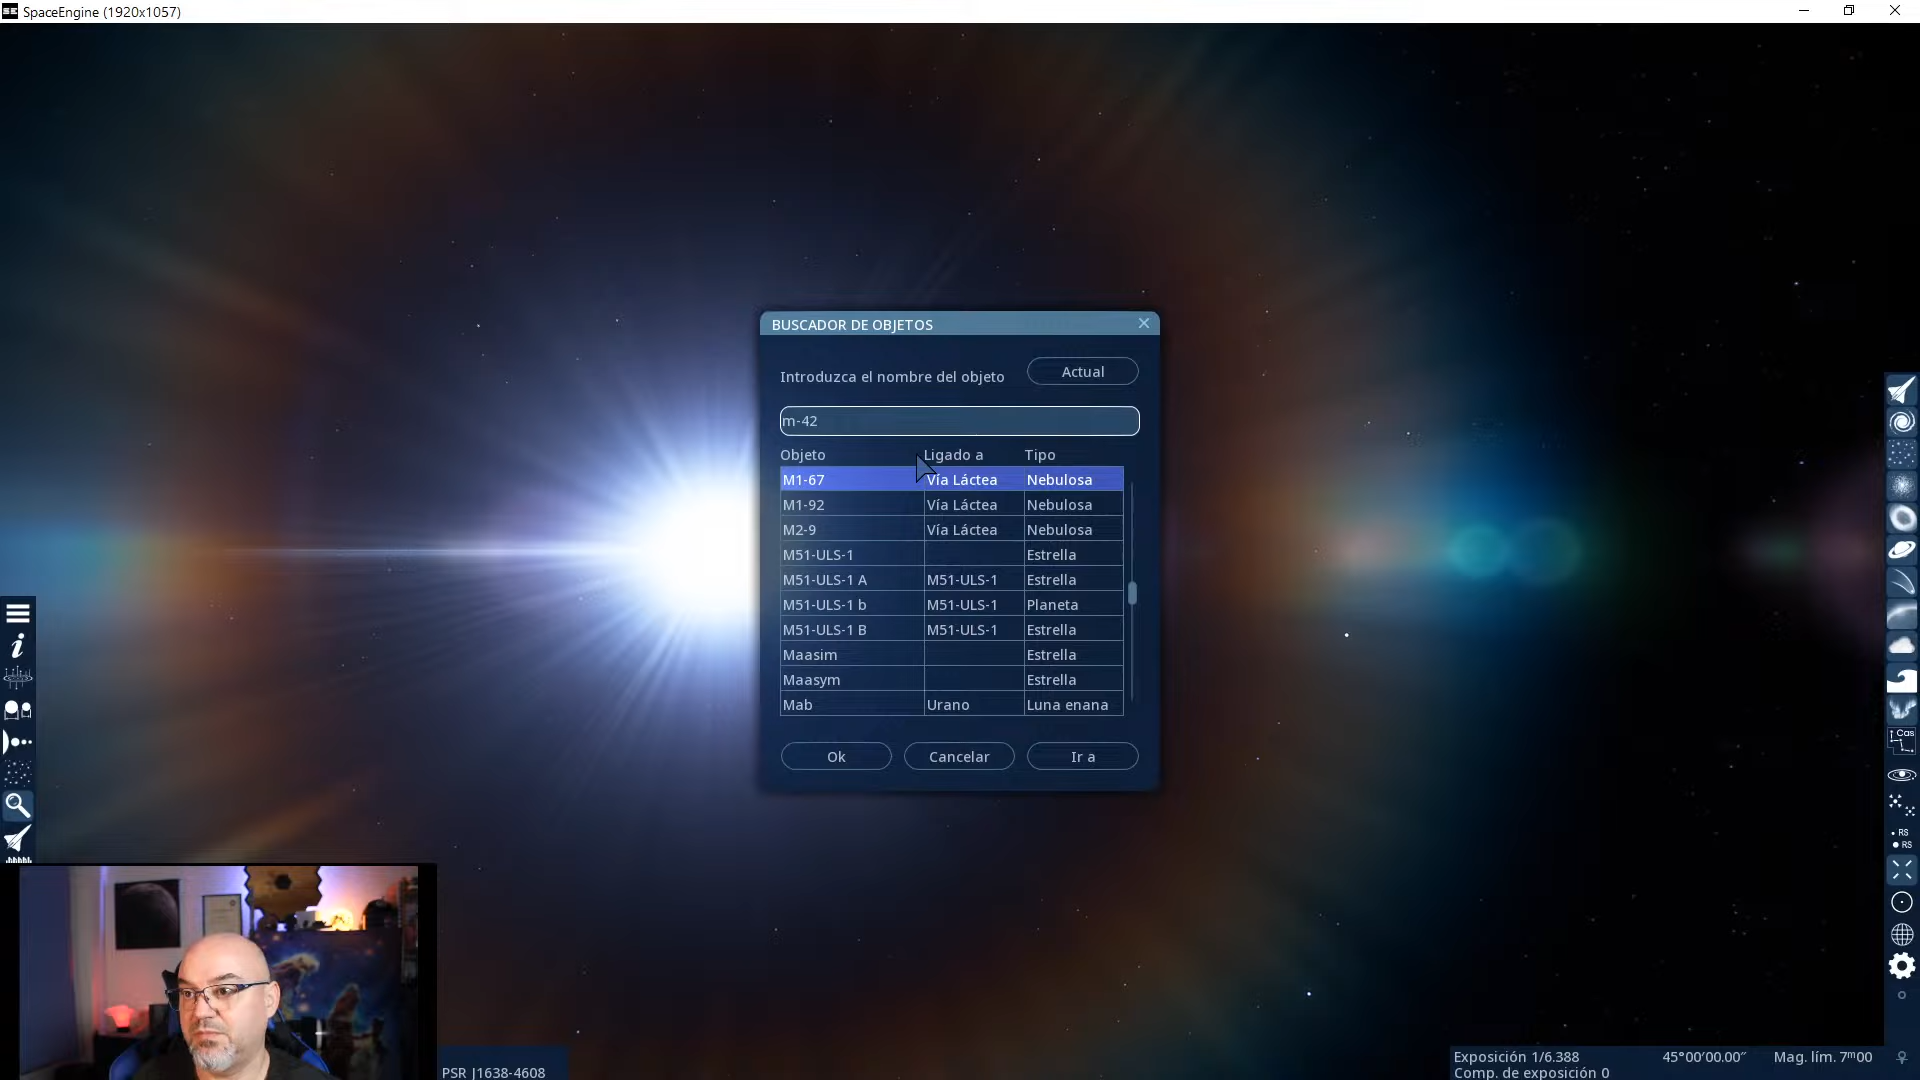 SpaceEngine (1920x1057)
BUSCADOR DE OBJETOS
Introduzca el nombre del objeto
Actual
m-42
Objeto Ligado a Tipo
M1-67 Vía Láctea Nebulosa
M1-92 Vía Láctea Nebulosa
M2-9 Vía Láctea Nebulosa
M51-ULS-1 Estrella
M51-ULS-1 A M51-ULS-1 Estrella
M51-ULS-1 b M51-ULS-1 Planeta
M51-ULS-1 B M51-ULS-1 Estrella
Maasim Estrella
Maasym Estrella
Mab Urano Luna enana
Ok Cancelar Ir a
Cas
RS
RS
PSR J1638-4608
Exposición 1/6.388 45°00′00.00″ Mag. lím. 7ᵐ00
Comp. de exposición 0